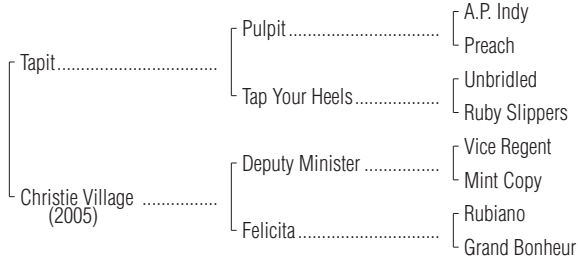 A.P. Indy
Pulpit
Preach
Tapit
Unbridled
Tap Your Heels
Ruby Slippers
Vice Regent
Deputy Minister
Mint Copy
Christie Village
(2005)
Rubiano
Felicita
Grand Bonheur